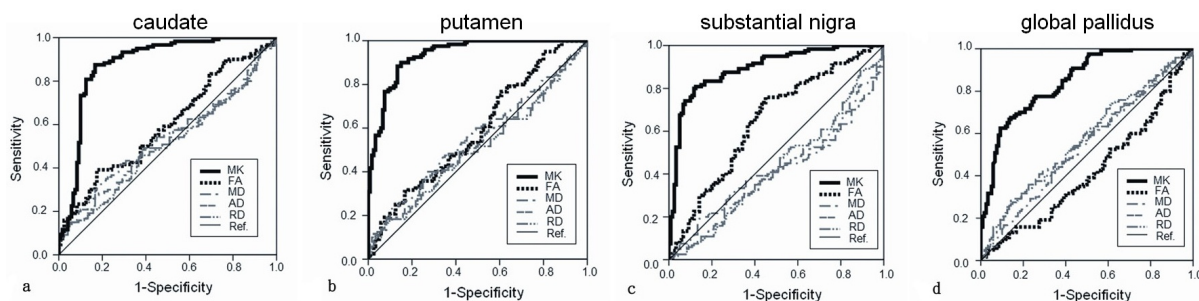 caudate
putamen
substantial nigra
global pallidus
1.0
0.8
0.6
0.4
0.2
0.0
Sensitivity
MK
FA
MD
AD
RD
Ref.
0.0 0.2 0.4 0.6 0.8 1.0
a
1-Specificity
1.0
0.8
0.6
0.4
0.2
0.0
Sensitivity
MK
FA
MD
AD
RD
Ref.
0.0 0.2 0.4 0.6 0.8 1.0
b
1-Specificity
1.0
0.8
0.6
0.4
0.2
0.0
Sensitivity
MK
FA
MD
AD
RD
Ref.
0.0 0.2 0.4 0.6 0.8 1.0
c
1-Specificity
1.0
0.8
0.6
0.4
0.2
0.0
Sensitivity
MK
FA
MD
AD
RD
Ref.
0.0 0.2 0.4 0.6 0.8 1.0
d
1-Specificity